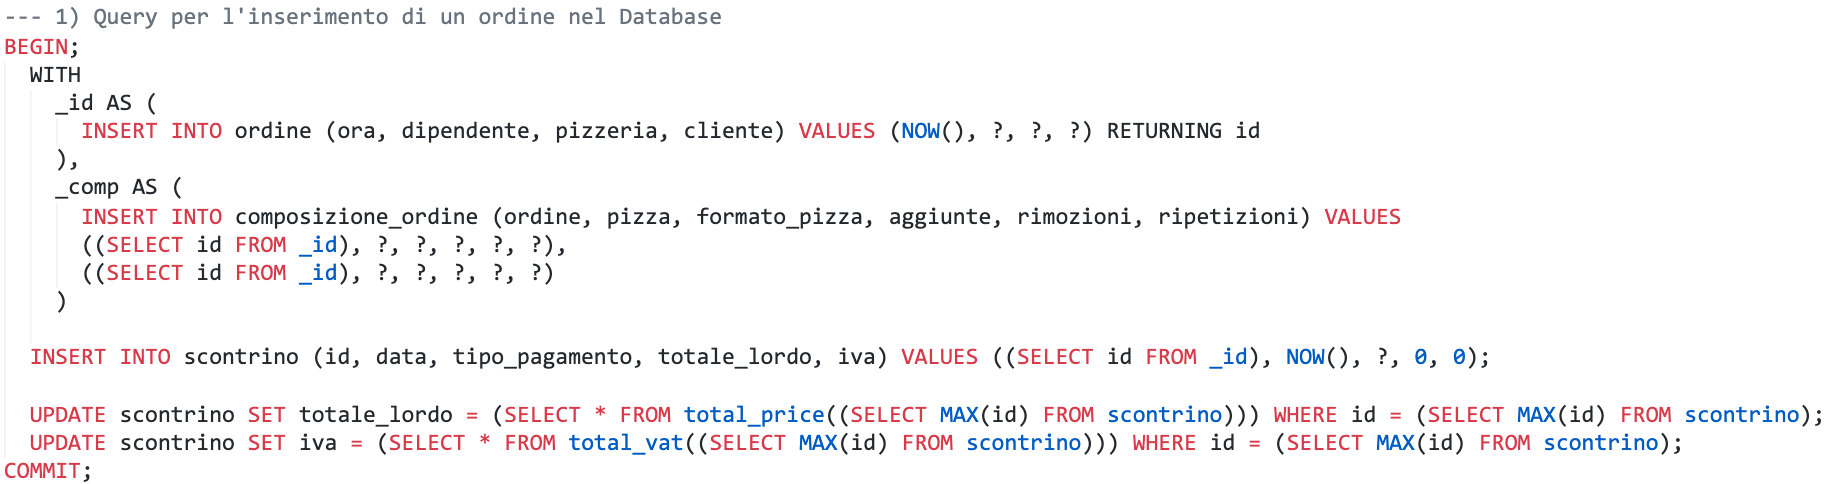 --- 1) Query per l'inserimento di un ordine nel Database
BEGIN;
WITH
_id AS (
INSERT INTO ordine (ora, dipendente, pizzeria, cliente) VALUES (NOW(), ?, ?, ?) RETURNING id
),
_comp AS (
INSERT INTO composizione_ordine (ordine, pizza, formato_pizza, aggiunte, rimozioni, ripetizioni) VALUES
((SELECT id FROM _id), ?, ?, ?, ?, ?),
((SELECT id FROM _id), ?, ?, ?, ?, ?)
)
INSERT INTO scontrino (id, data, tipo_pagamento, totale_lordo, iva) VALUES ((SELECT id FROM _id), NOW(), ?, 0, 0);
UPDATE scontrino SET totale_lordo = (SELECT * FROM total_price((SELECT MAX(id) FROM scontrino))) WHERE id = (SELECT MAX(id) FROM scontrino);
UPDATE scontrino SET iva = (SELECT * FROM total_vat((SELECT MAX(id) FROM scontrino))) WHERE id = (SELECT MAX(id) FROM scontrino);
COMMIT;